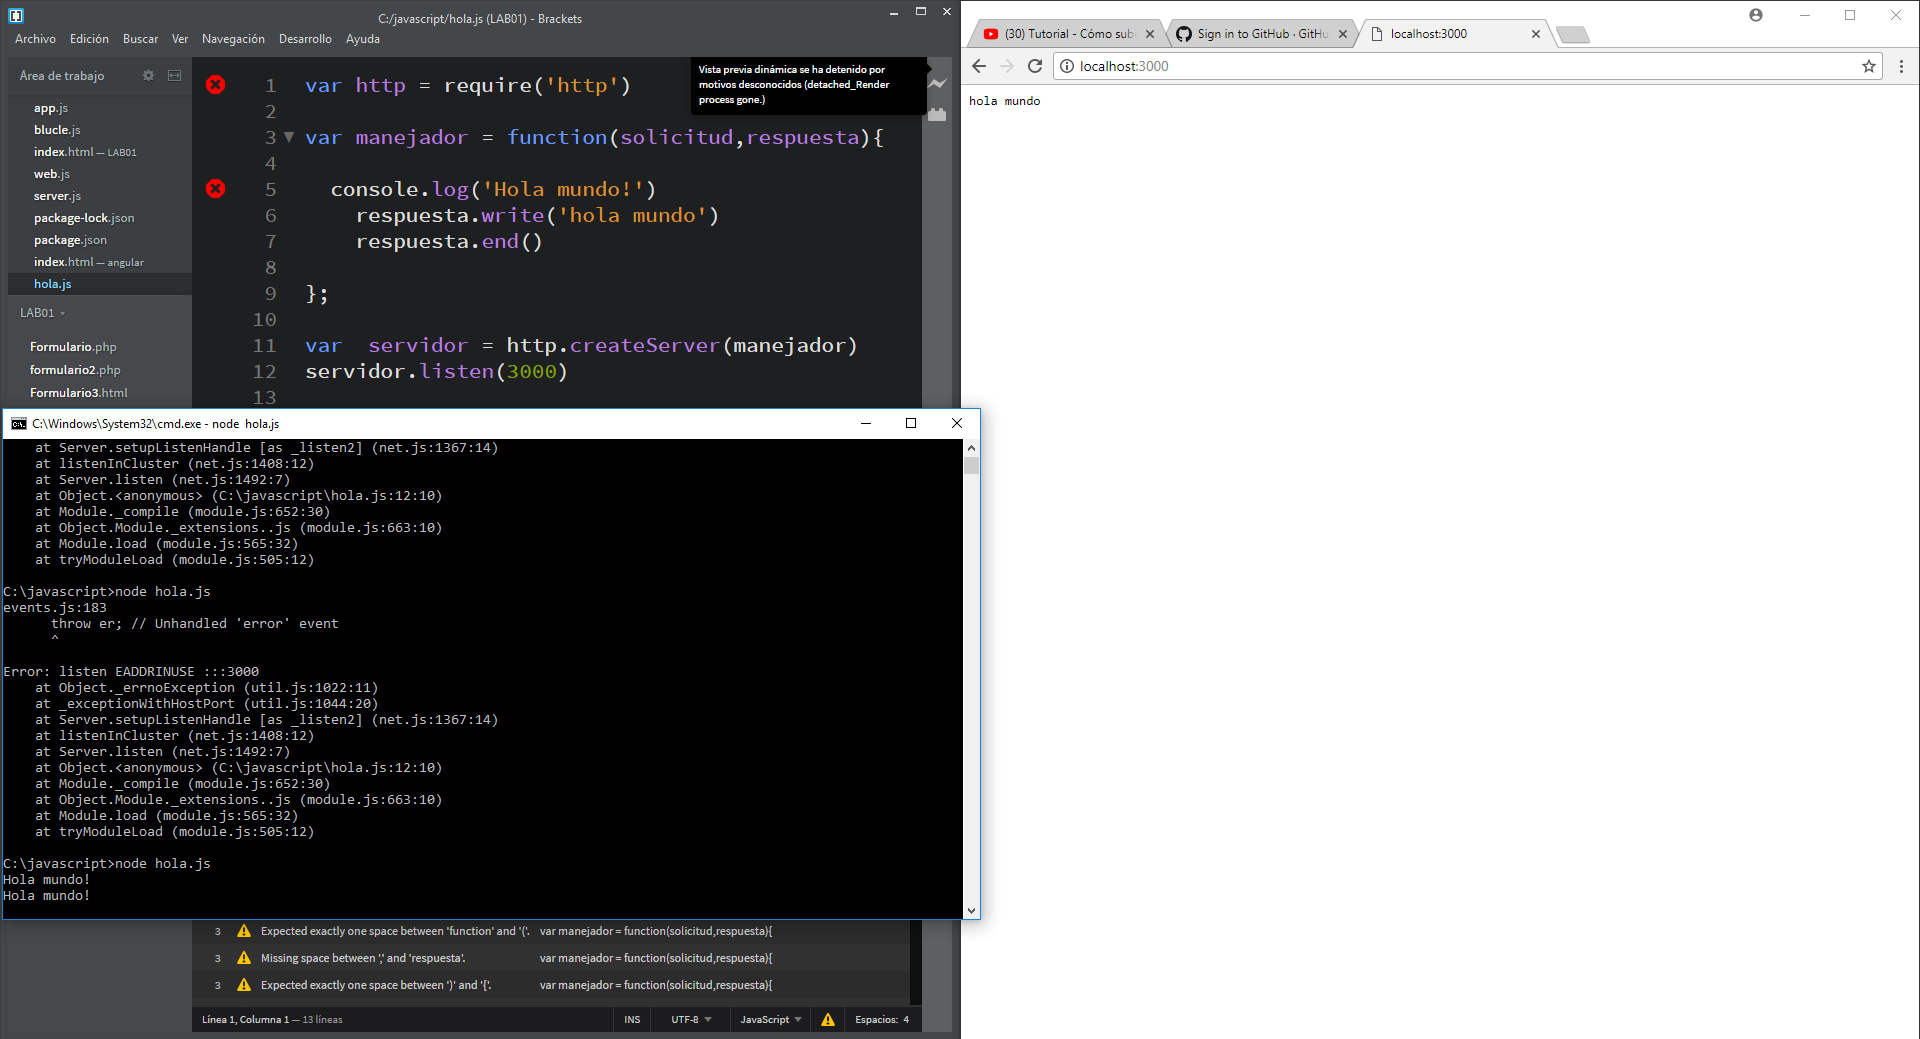 C:/javascript/hola.js (LAB01) - Brackets
Archivo Edición Buscar Ver Navegación Desarrollo Ayuda
Área de trabajo
app.js
blucle.js
index.html — LAB01
web.js
server.js
package-lock.json
package.json
index.html — angular
hola.js
LAB01
Formulario.php
formulario2.php
Formulario3.html
1 var http = require('http')
2
3 var manejador = function(solicitud,respuesta){
4
5 console.log('Hola mundo!')
6 respuesta.write('hola mundo')
7 respuesta.end()
8
9 };
10
11 var servidor = http.createServer(manejador)
12 servidor.listen(3000)
13
Vista previa dinámica se ha detenido por
motivos desconocidos (detached_Render
process gone.)
C:\Windows\System32\cmd.exe - node hola.js
at Server.setupListenHandle [as _listen2] (net.js:1367:14)
at listenInCluster (net.js:1408:12)
at Server.listen (net.js:1492:7)
at Object.<anonymous> (C:\javascript\hola.js:12:10)
at Module._compile (module.js:652:30)
at Object.Module._extensions..js (module.js:663:10)
at Module.load (module.js:565:32)
at tryModuleLoad (module.js:505:12)
C:\javascript>node hola.js
events.js:183
throw er; // Unhandled 'error' event
^
Error: listen EADDRINUSE :::3000
at Object._errnoException (util.js:1022:11)
at _exceptionWithHostPort (util.js:1044:20)
at Server.setupListenHandle [as _listen2] (net.js:1367:14)
at listenInCluster (net.js:1408:12)
at Server.listen (net.js:1492:7)
at Object.<anonymous> (C:\javascript\hola.js:12:10)
at Module._compile (module.js:652:30)
at Object.Module._extensions..js (module.js:663:10)
at Module.load (module.js:565:32)
at tryModuleLoad (module.js:505:12)
C:\javascript>node hola.js
Hola mundo!
Hola mundo!
3 Expected exactly one space between 'function' and '('. var manejador = function(solicitud,respuesta){
3 Missing space between ',' and 'respuesta'. var manejador = function(solicitud,respuesta){
3 Expected exactly one space between ')' and '{'. var manejador = function(solicitud,respuesta){
Línea 1, Columna 1 — 13 líneas INS UTF-8 JavaScript Espacios: 4
(30) Tutorial - Cómo subi Sign in to GitHub · GitHu localhost:3000
localhost:3000
hola mundo